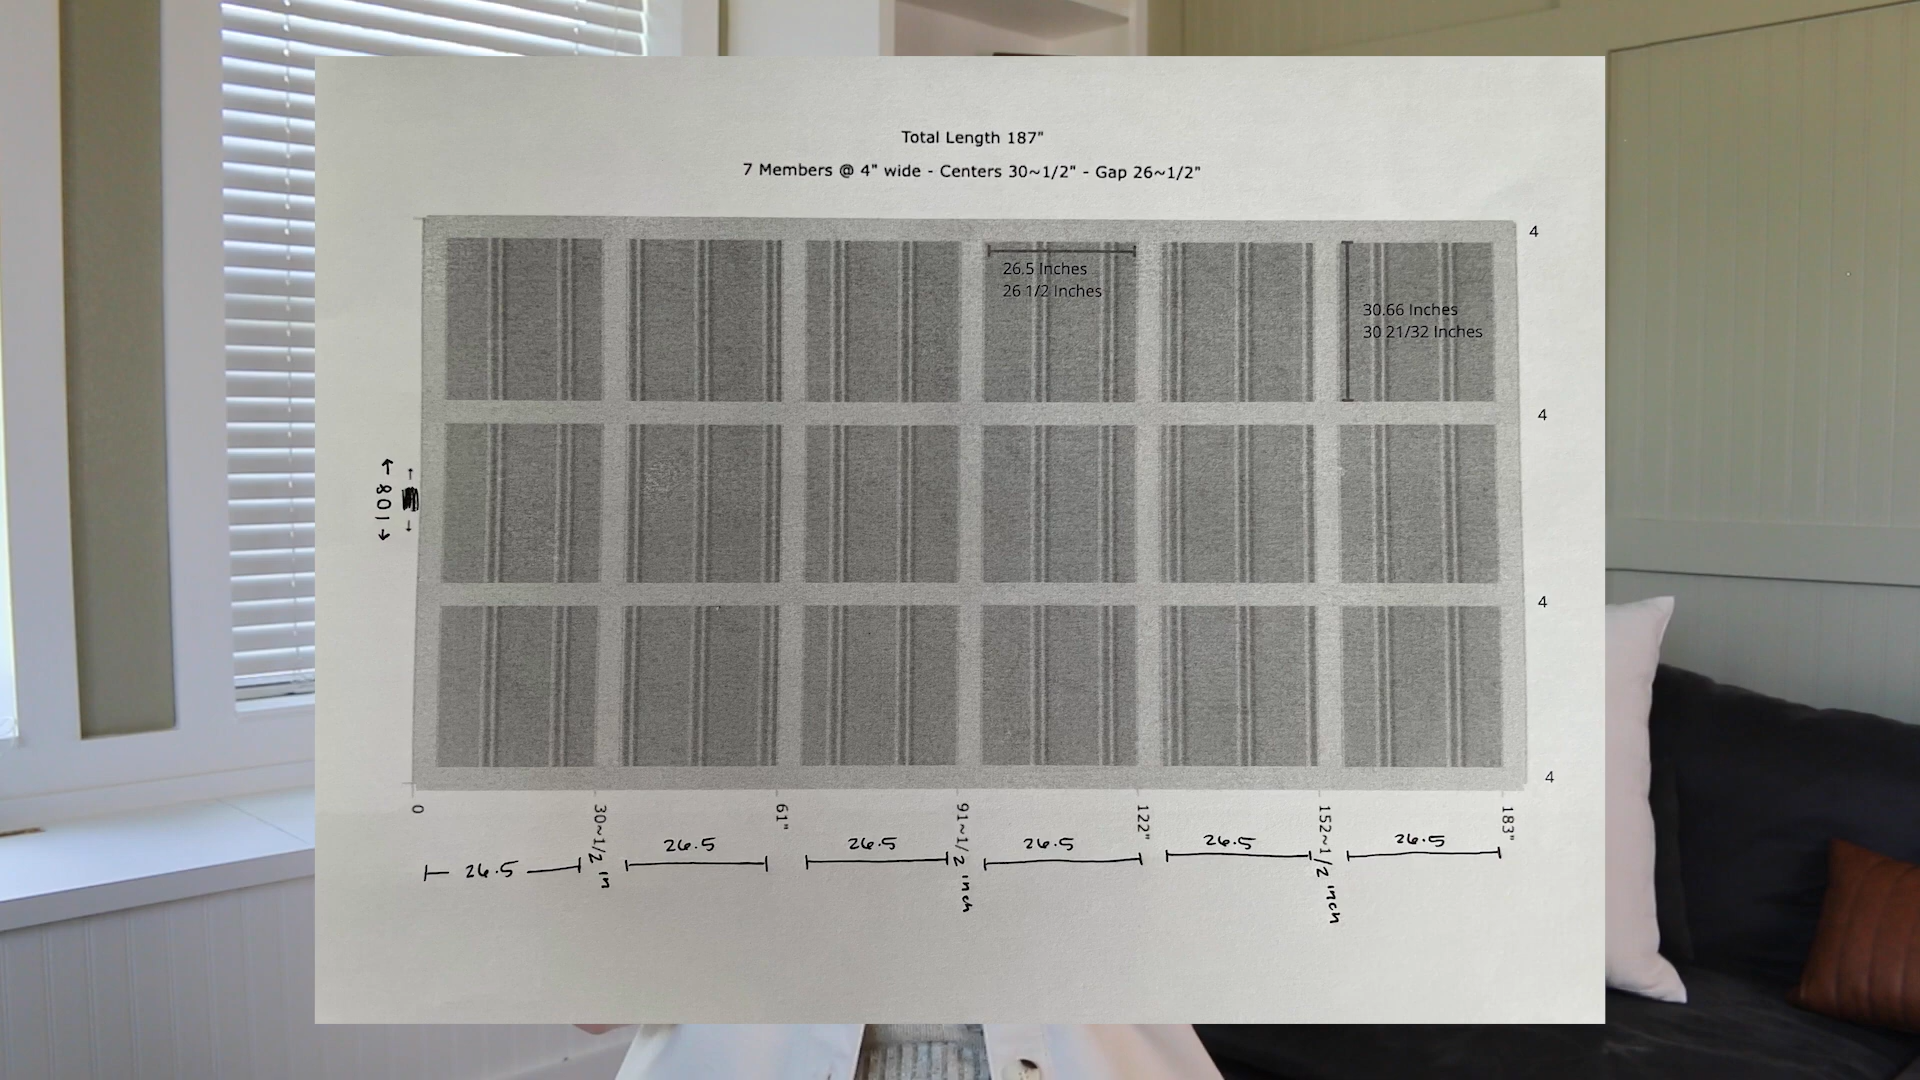 Total Length 187"
7 Members @ 4" wide - Centers 30~1/2" - Gap 26~1/2"
4
26.5 Inches
26 1/2 Inches
30.66 Inches
30 21/32 Inches
4
← 108 →
4
4
0
30~1/2 in
61"
91~1/2 inch
122"
152~1/2 inch
183"
26.5
26.5
26.5
26.5
26.5
26.5